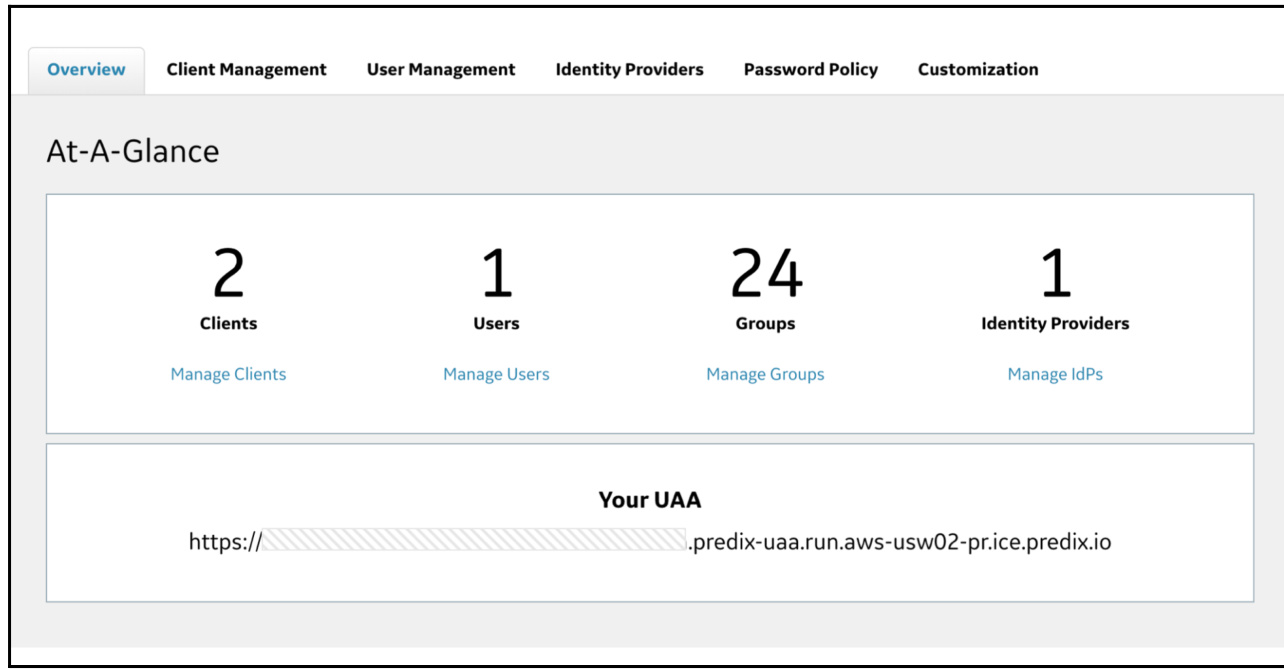 Overview Client Management User Management Identity Providers Password Policy Customization
At-A-Glance
2 1 24 1
Clients Users Groups Identity Providers
Manage Clients Manage Users Manage Groups Manage IdPs
Your UAA
https:// .predix-uaa.run.aws-usw02-pr.ice.predix.io